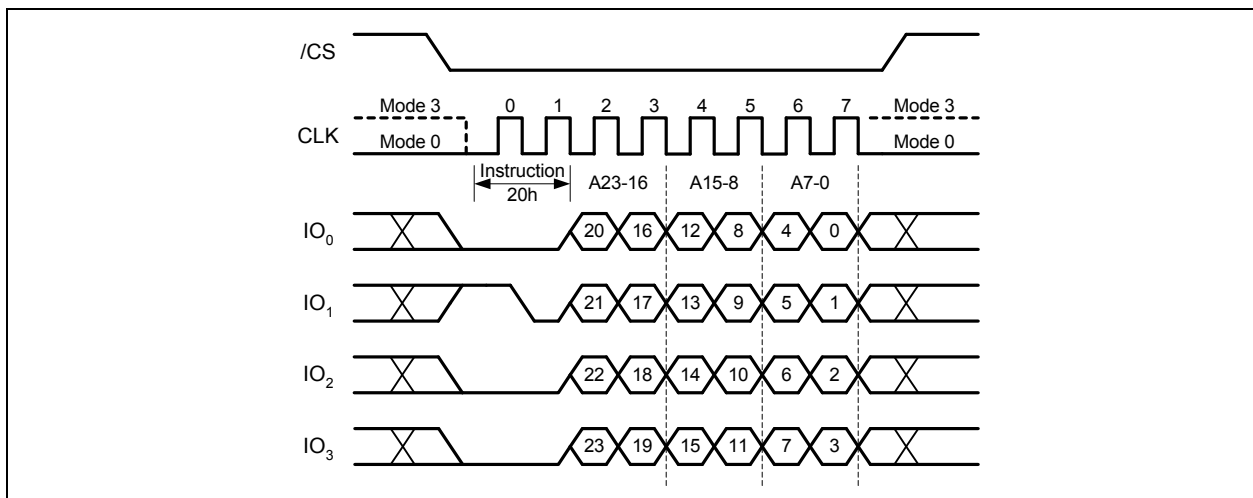 /CS
Mode 3 0 1 2 3 4 5 6 7 Mode 3
CLK
Mode 0 Mode 0
Instruction
20h
A23-16 A15-8 A7-0
IO0 20 16 12 8 4 0
IO1 21 17 13 9 5 1
IO2 22 18 14 10 6 2
IO3 23 19 15 11 7 3